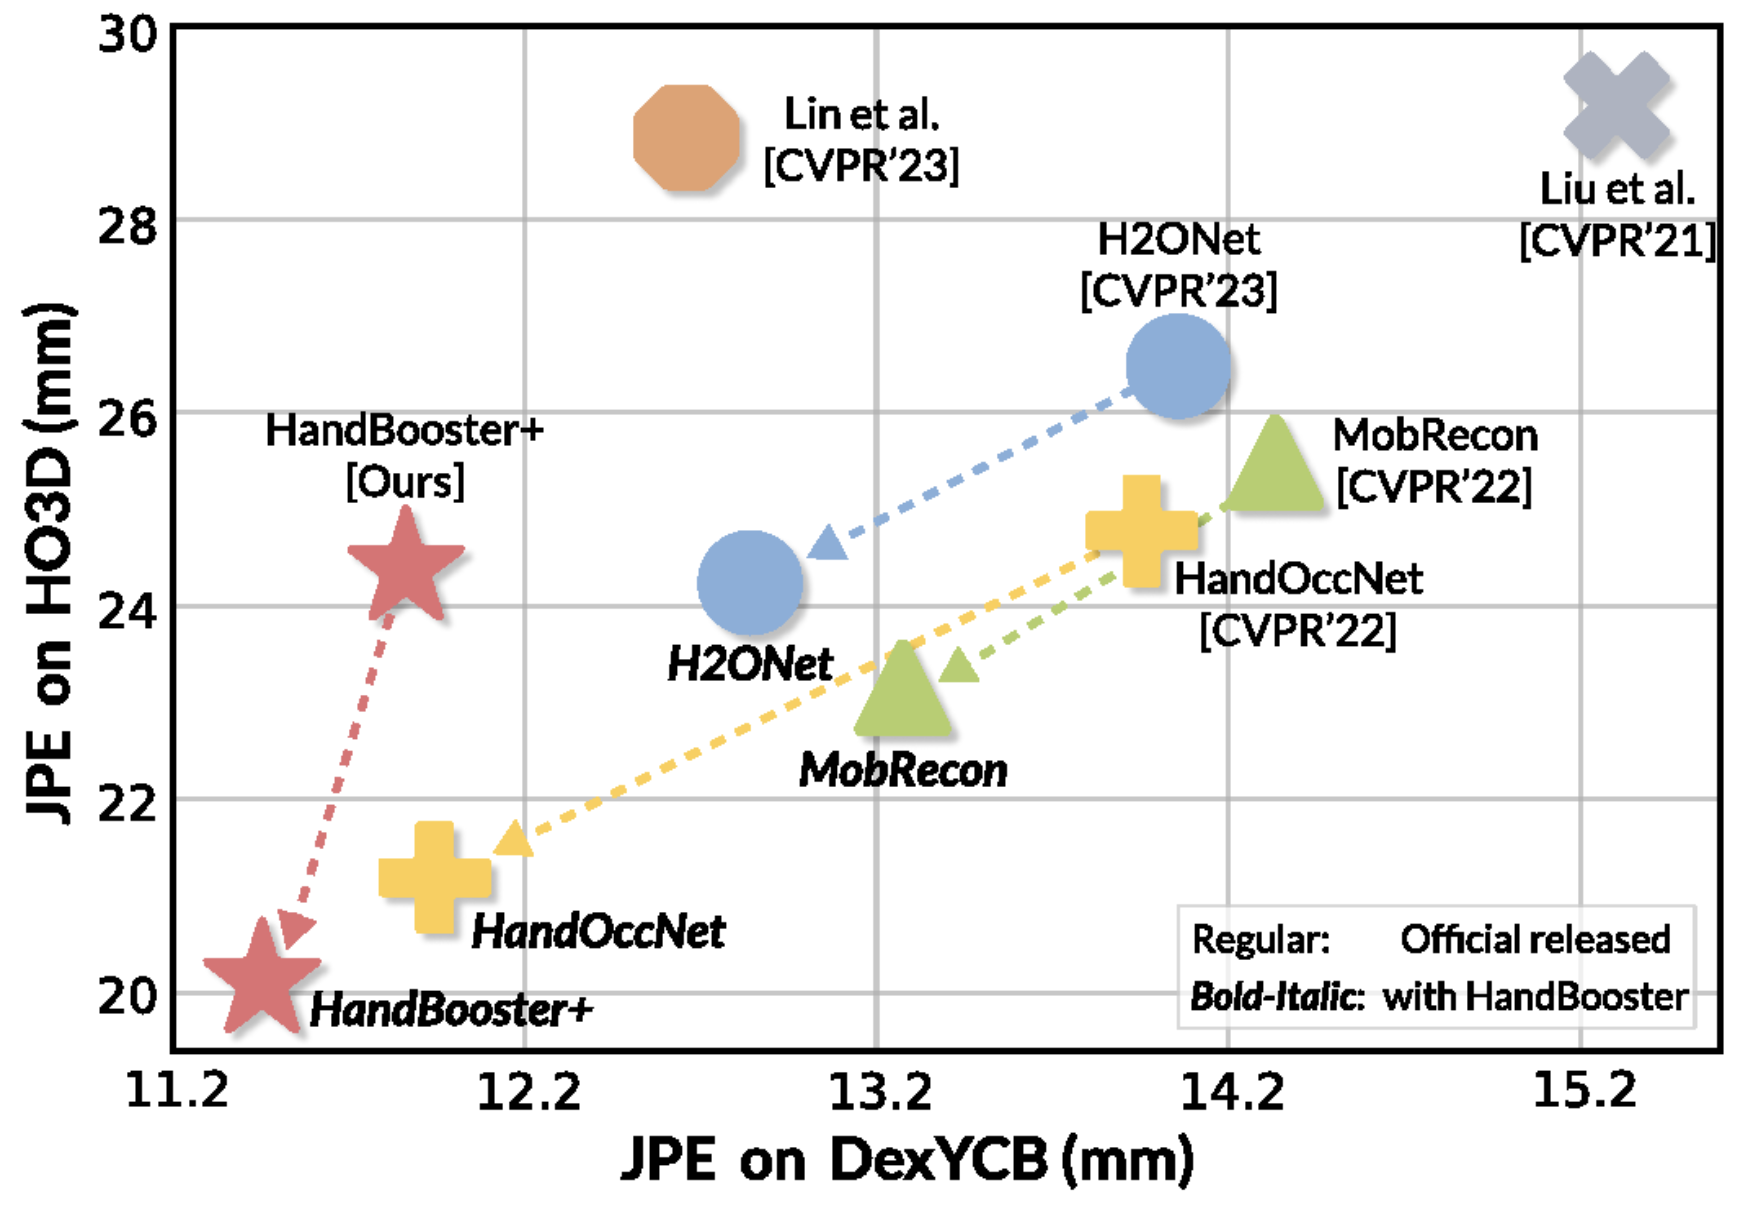 30
28
26
24
22
20
JPE on HO3D (mm)
Lin et al.
[CVPR'23]
Liu et al.
[CVPR'21]
H2ONet
[CVPR'23]
HandBooster+
[Ours]
MobRecon
[CVPR'22]
HandOccNet
[CVPR'22]
H2ONet
MobRecon
HandOccNet
HandBooster+
Regular: Official released
Bold-Italic: with HandBooster
11.2 12.2 13.2 14.2 15.2
JPE on DexYCB (mm)